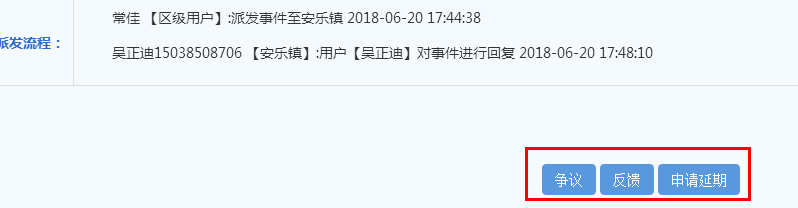 常佳 【区级用户】:派发事件至安乐镇 2018-06-20 17:44:38
派发流程：
吴正迪15038508706 【安乐镇】:用户【吴正迪】对事件进行回复 2018-06-20 17:48:10
争议 反馈 申请延期